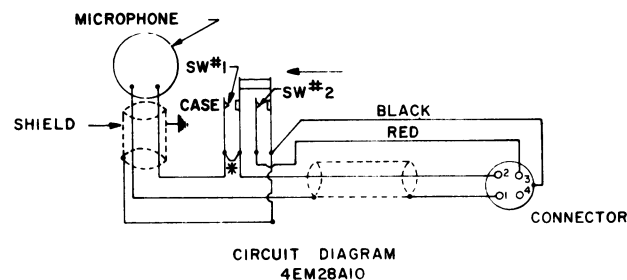 MICROPHONE
SW#1
CASE
SW#2
SHIELD
*
BLACK
RED
2 3
1 4
CONNECTOR
CIRCUIT DIAGRAM
4EM28A10